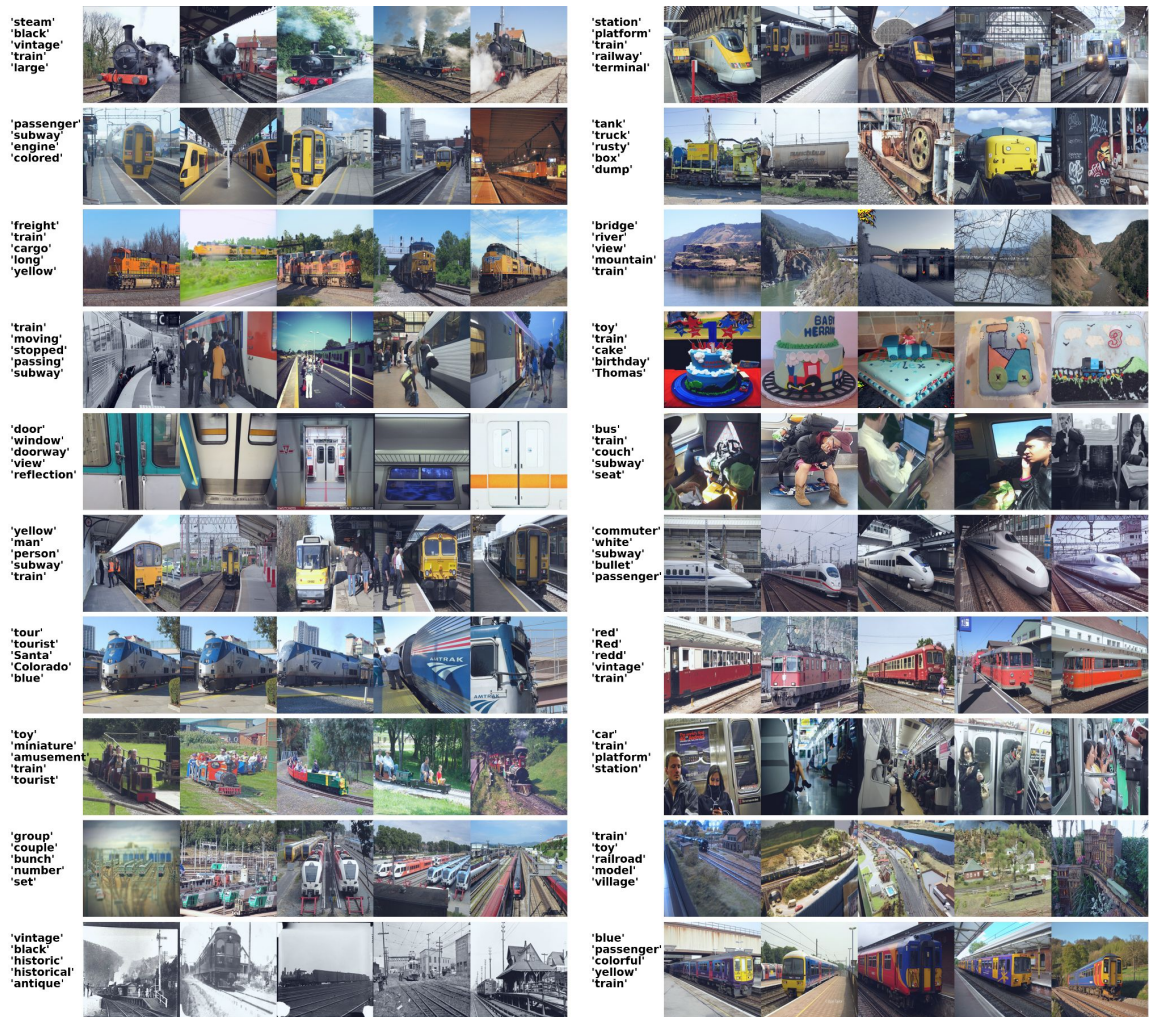 'steam'
'black'
'vintage'
'train'
'large'
'station'
'platform'
'train'
'railway'
'terminal'
'passenger'
'subway'
'engine'
'colored'
'tank'
'truck'
'rusty'
'box'
'dump'
'freight'
'train'
'cargo'
'long'
'yellow'
'bridge'
'river'
'view'
'mountain'
'train'
'train'
'moving'
'stopped'
'passing'
'subway'
'toy'
'train'
'cake'
'birthday'
'Thomas'
BABY
'door'
'window'
'doorway'
'view'
'reflection'
'bus'
'train'
'couch'
'subway'
'seat'
'yellow'
'man'
'person'
'subway'
'train'
'commuter'
'white'
'subway'
'bullet'
'passenger'
'tour'
'tourist'
'Santa'
'Colorado'
'blue'
AMTRAK
AMTRAK
'red'
'Red'
'redd'
'vintage'
'train'
'toy'
'miniature'
'amusement'
'train'
'tourist'
'car'
'train'
'platform'
'station'
'group'
'couple'
'bunch'
'number'
'set'
'train'
'toy'
'railroad'
'model'
'village'
'vintage'
'black'
'historic'
'historical'
'antique'
'blue'
'passenger'
'colorful'
'yellow'
'train'